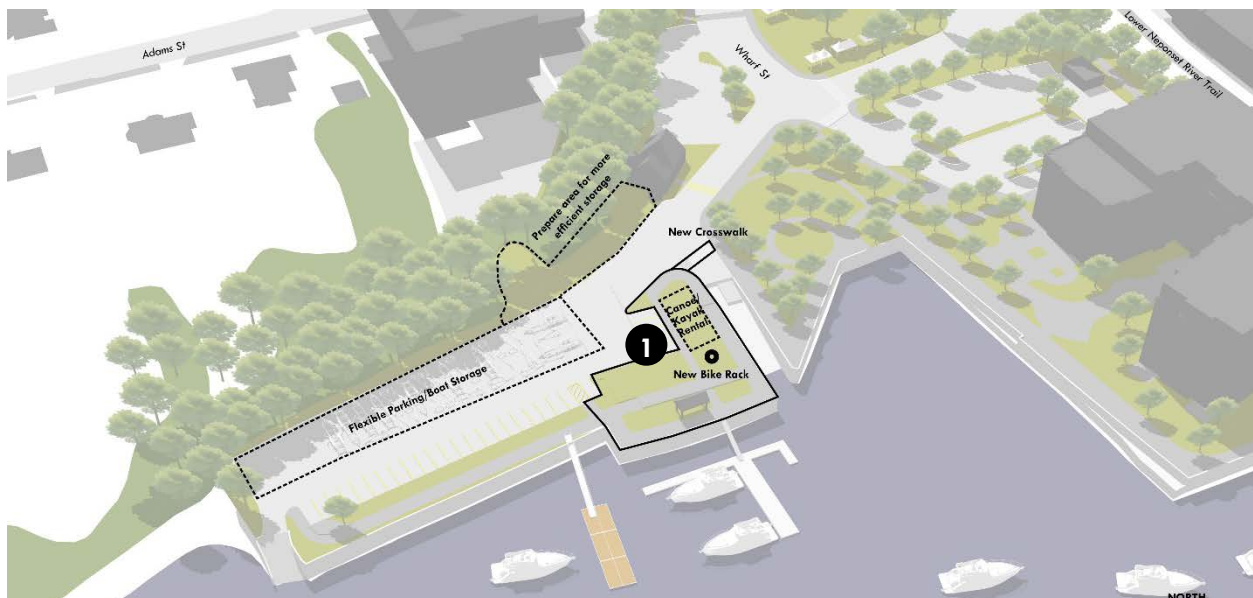 Adams St
Wharf St
Lower Neponset River Trail
Prepare area for more
efficient storage
New Crosswalk
Canoe/
Kayak
Rental
1
New Bike Rack
Flexible Parking/Boat Storage
NORTH